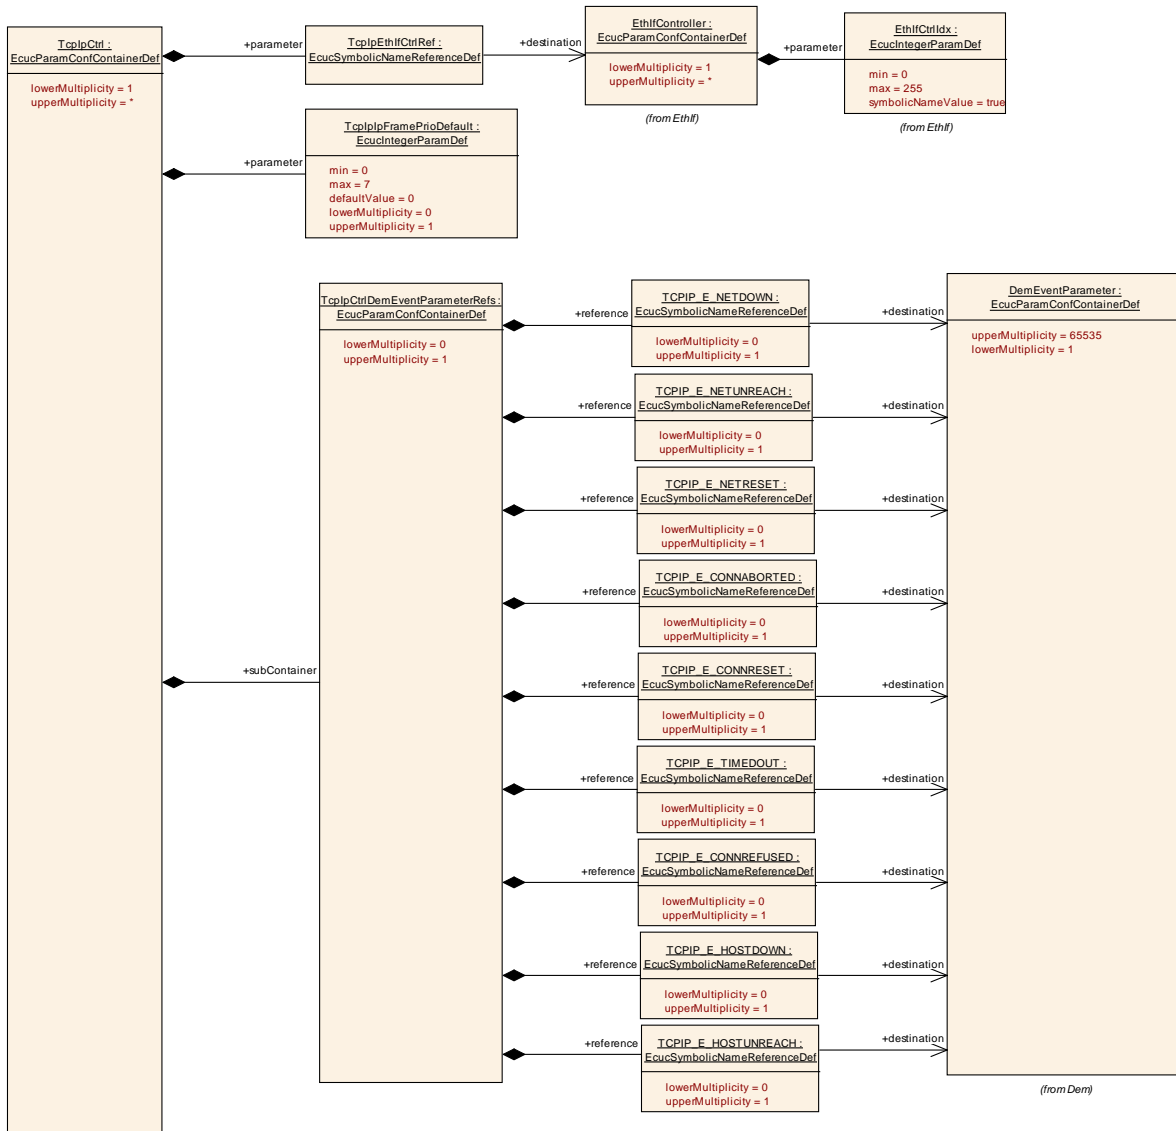 TcpIpCtrl :
EcucParamConfContainerDef
lowerMultiplicity = 1
upperMultiplicity = *
+parameter
TcpIpEthIfCtrlRef :
EcucSymbolicNameReferenceDef
+destination
EthIfController :
EcucParamConfContainerDef
lowerMultiplicity = 1
upperMultiplicity = *
(from EthIf)
+parameter
EthIfCtrlIdx :
EcucIntegerParamDef
min = 0
max = 255
symbolicNameValue = true
(from EthIf)
+parameter
TcpIpIpFramePrioDefault :
EcucIntegerParamDef
min = 0
max = 7
defaultValue = 0
lowerMultiplicity = 0
upperMultiplicity = 1
+subContainer
TcpIpCtrlDemEventParameterRefs :
EcucParamConfContainerDef
lowerMultiplicity = 0
upperMultiplicity = 1
+reference
TCPIP_E_NETDOWN :
EcucSymbolicNameReferenceDef
lowerMultiplicity = 0
upperMultiplicity = 1
+destination
DemEventParameter :
EcucParamConfContainerDef
upperMultiplicity = 65535
lowerMultiplicity = 1
+reference
TCPIP_E_NETUNREACH :
EcucSymbolicNameReferenceDef
lowerMultiplicity = 0
upperMultiplicity = 1
+destination
+reference
TCPIP_E_NETRESET :
EcucSymbolicNameReferenceDef
lowerMultiplicity = 0
upperMultiplicity = 1
+destination
+reference
TCPIP_E_CONNABORTED :
EcucSymbolicNameReferenceDef
lowerMultiplicity = 0
upperMultiplicity = 1
+destination
+reference
TCPIP_E_CONNRESET :
EcucSymbolicNameReferenceDef
lowerMultiplicity = 0
upperMultiplicity = 1
+destination
+reference
TCPIP_E_TIMEDOUT :
EcucSymbolicNameReferenceDef
lowerMultiplicity = 0
upperMultiplicity = 1
+destination
+reference
TCPIP_E_CONNREFUSED :
EcucSymbolicNameReferenceDef
lowerMultiplicity = 0
upperMultiplicity = 1
+destination
+reference
TCPIP_E_HOSTDOWN :
EcucSymbolicNameReferenceDef
lowerMultiplicity = 0
upperMultiplicity = 1
+destination
+reference
TCPIP_E_HOSTUNREACH :
EcucSymbolicNameReferenceDef
lowerMultiplicity = 0
upperMultiplicity = 1
+destination
(from Dem)